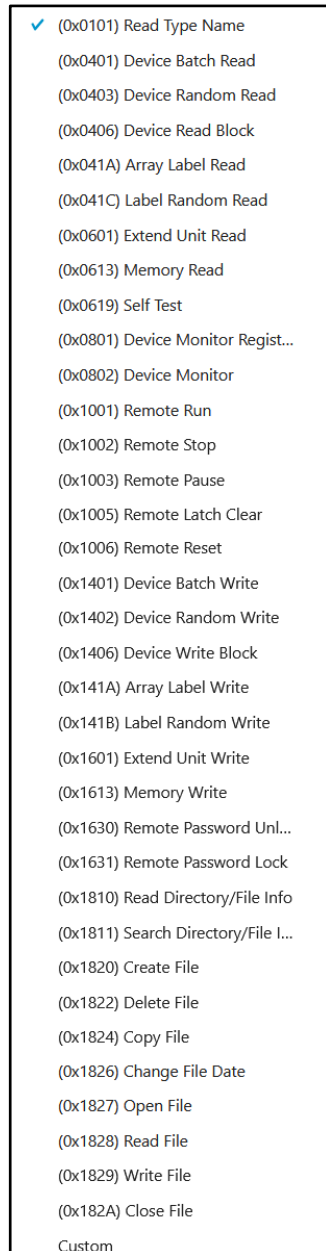 (0x0101) Read Type Name
(0x0401) Device Batch Read
(0x0403) Device Random Read
(0x0406) Device Read Block
(0x041A) Array Label Read
(0x041C) Label Random Read
(0x0601) Extend Unit Read
(0x0613) Memory Read
(0x0619) Self Test
(0x0801) Device Monitor Regist...
(0x0802) Device Monitor
(0x1001) Remote Run
(0x1002) Remote Stop
(0x1003) Remote Pause
(0x1005) Remote Latch Clear
(0x1006) Remote Reset
(0x1401) Device Batch Write
(0x1402) Device Random Write
(0x1406) Device Write Block
(0x141A) Array Label Write
(0x141B) Label Random Write
(0x1601) Extend Unit Write
(0x1613) Memory Write
(0x1630) Remote Password Unl...
(0x1631) Remote Password Lock
(0x1810) Read Directory/File Info
(0x1811) Search Directory/File I...
(0x1820) Create File
(0x1822) Delete File
(0x1824) Copy File
(0x1826) Change File Date
(0x1827) Open File
(0x1828) Read File
(0x1829) Write File
(0x182A) Close File
Custom